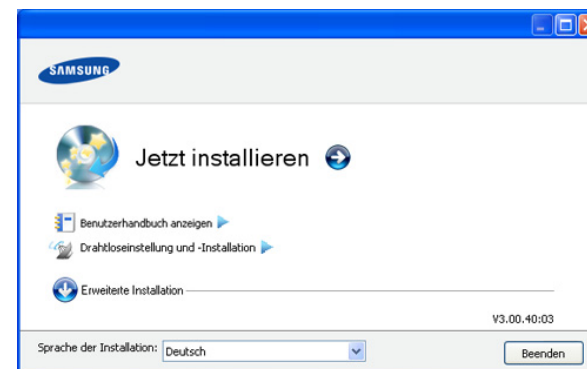 SAMSUNG
Jetzt installieren
Benutzerhandbuch anzeigen
Drahtloseinstellung und -Installation
Erweiterte Installation
V3.00.40:03
Sprache der Installation: Deutsch
Beenden